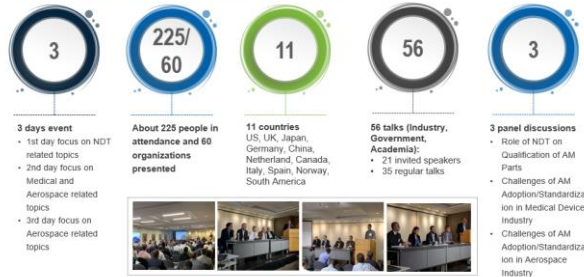 3
225/
60
11
56
3
3 days event
• 1st day focus on NDT
related topics
• 2nd day focus on
Medical and
Aerospace related
topics
• 3rd day focus on
Aerospace related
topics
About 225 people in
attendance and 60
organizations
presented
11 countries
US, UK, Japan,
Germany, China,
Netherland, Canada,
Italy, Spain, Norway,
South America
56 talks (Industry,
Government,
Academia):
• 21 invited speakers
• 35 regular talks
3 panel discussions
• Role of NDT on
Qualification of AM
Parts
• Challenges of AM
Adoption/Standardizat
ion in Medical Device
Industry
• Challenges of AM
Adoption/Standardizat
ion in Aerospace
Industry